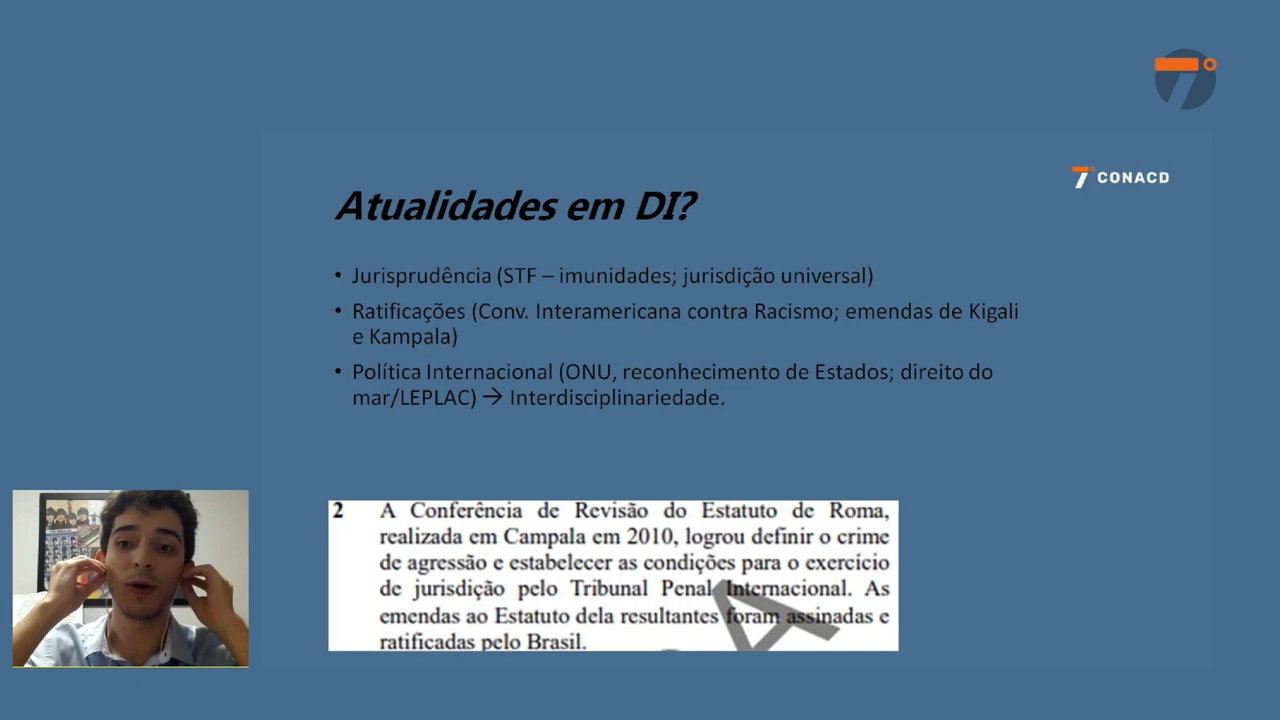 7º CONACD
Atualidades em DI?
• Jurisprudência (STF – imunidades; jurisdição universal)
• Ratificações (Conv. Interamericana contra Racismo; emendas de Kigali
e Kampala)
• Política Internacional (ONU, reconhecimento de Estados; direito do
mar/LEPLAC) → Interdisciplinariedade.
2 A Conferência de Revisão do Estatuto de Roma,
realizada em Campala em 2010, logrou definir o crime
de agressão e estabelecer as condições para o exercício
de jurisdição pelo Tribunal Penal Internacional. As
emendas ao Estatuto dela resultantes foram assinadas e
ratificadas pelo Brasil.